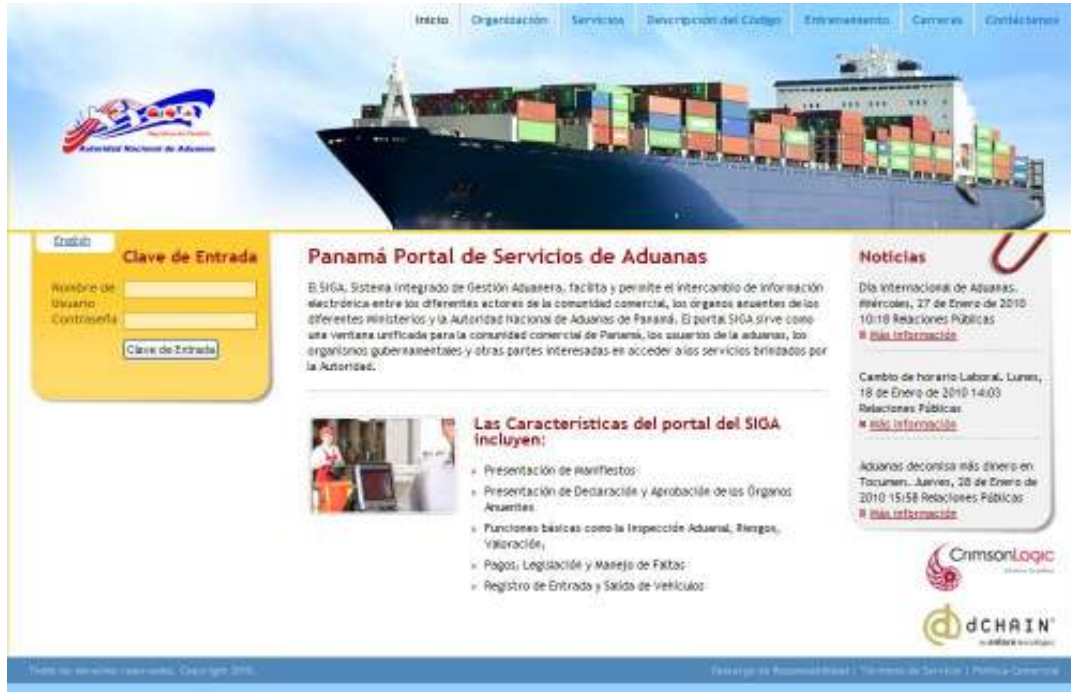 Inicio Organización Servicios Descripción del Código Entrenamiento Carreras Contáctenos
Autoridad Nacional de Aduanas
English
Clave de Entrada
Nombre de
Usuario
Contraseña
Clave de Entrada
Panamá Portal de Servicios de Aduanas
El SIGA, Sistema Integrado de Gestión Aduanera, facilita y permite el intercambio de información
electrónica entre los diferentes actores de la comunidad comercial, los órganos anuentes de los
diferentes Ministerios y la Autoridad Nacional de Aduanas de Panamá. El portal SIGA sirve como
una ventana unificada para la comunidad comercial de Panamá, los usuarios de la aduanas, los
organismos gubernamentales y otras partes interesadas en acceder a los servicios brindados por
la Autoridad.
Las Características del portal del SIGA
incluyen:
» Presentación de Manifiestos
» Presentación de Declaración y Aprobación de los Órganos
Anuentes
» Funciones básicas como la Inspección Aduanal, Riesgos,
Valoración,
» Pagos, Legislación y Manejo de Faltas
» Registro de Entrada y Salida de Vehículos
Noticias
Día Internacional de Aduanas.
Miércoles, 27 de Enero de 2010
10:18 Relaciones Públicas
Más información
Cambio de horario Laboral. Lunes,
18 de Enero de 2010 14:03
Relaciones Públicas
Más información
Aduanas decomisa más dinero en
Tocumen. Jueves, 28 de Enero de
2010 15:58 Relaciones Públicas
Más información
CrimsonLogic
dCHAIN
Todos los derechos reservados. Copyright
Descargo de Responsabilidad | Términos de Servicio | Política Comercial